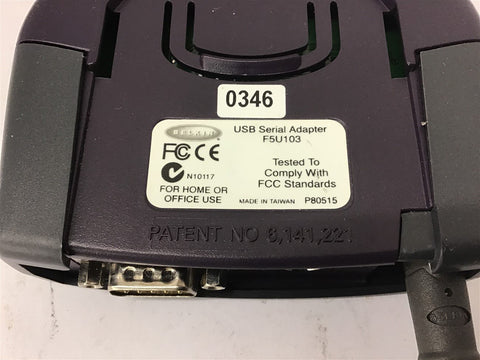 0346
BELKIN
USB Serial Adapter
F5U103
FC CE
N10117
Tested To
Comply With
FCC Standards
FOR HOME OR
OFFICE USE
MADE IN TAIWAN P80515
PATENT NO 6,141,221